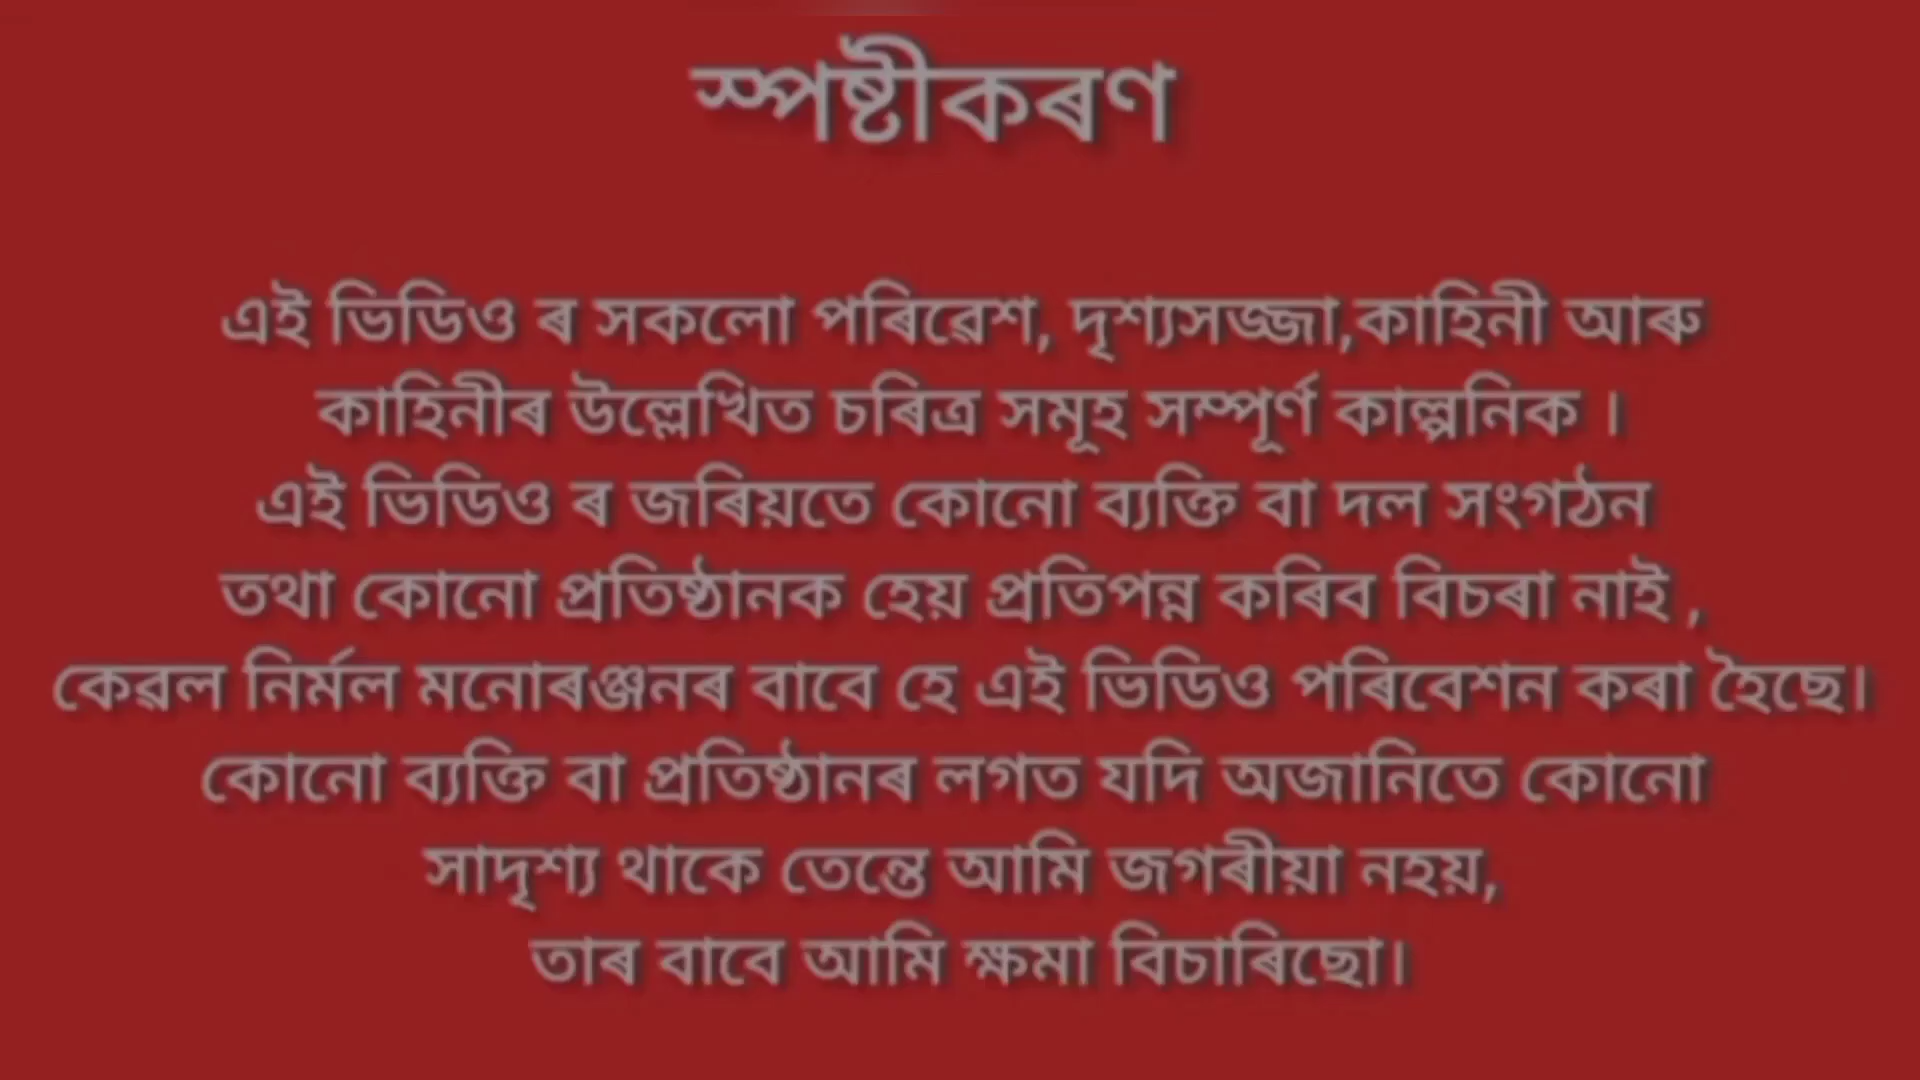 স্পষ্টীকৰণ
এই ভিডিও ৰ সকলো পৰিৱেশ, দৃশ্যসজ্জা,কাহিনী আৰু
কাহিনীৰ উল্লেখিত চৰিত্ৰ সমূহ সম্পূৰ্ণ কাল্পনিক ।
এই ভিডিও ৰ জৰিয়তে কোনো ব্যক্তি বা দল সংগঠন
তথা কোনো প্ৰতিষ্ঠানক হেয় প্ৰতিপন্ন কৰিব বিচৰা নাই ,
কেৱল নিৰ্মল মনোৰঞ্জনৰ বাবে হে এই ভিডিও পৰিবেশন কৰা হৈছে।
কোনো ব্যক্তি বা প্ৰতিষ্ঠানৰ লগত যদি অজানিতে কোনো
সাদৃশ্য থাকে তেন্তে আমি জগৰীয়া নহয়,
তাৰ বাবে আমি ক্ষমা বিচাৰিছো।